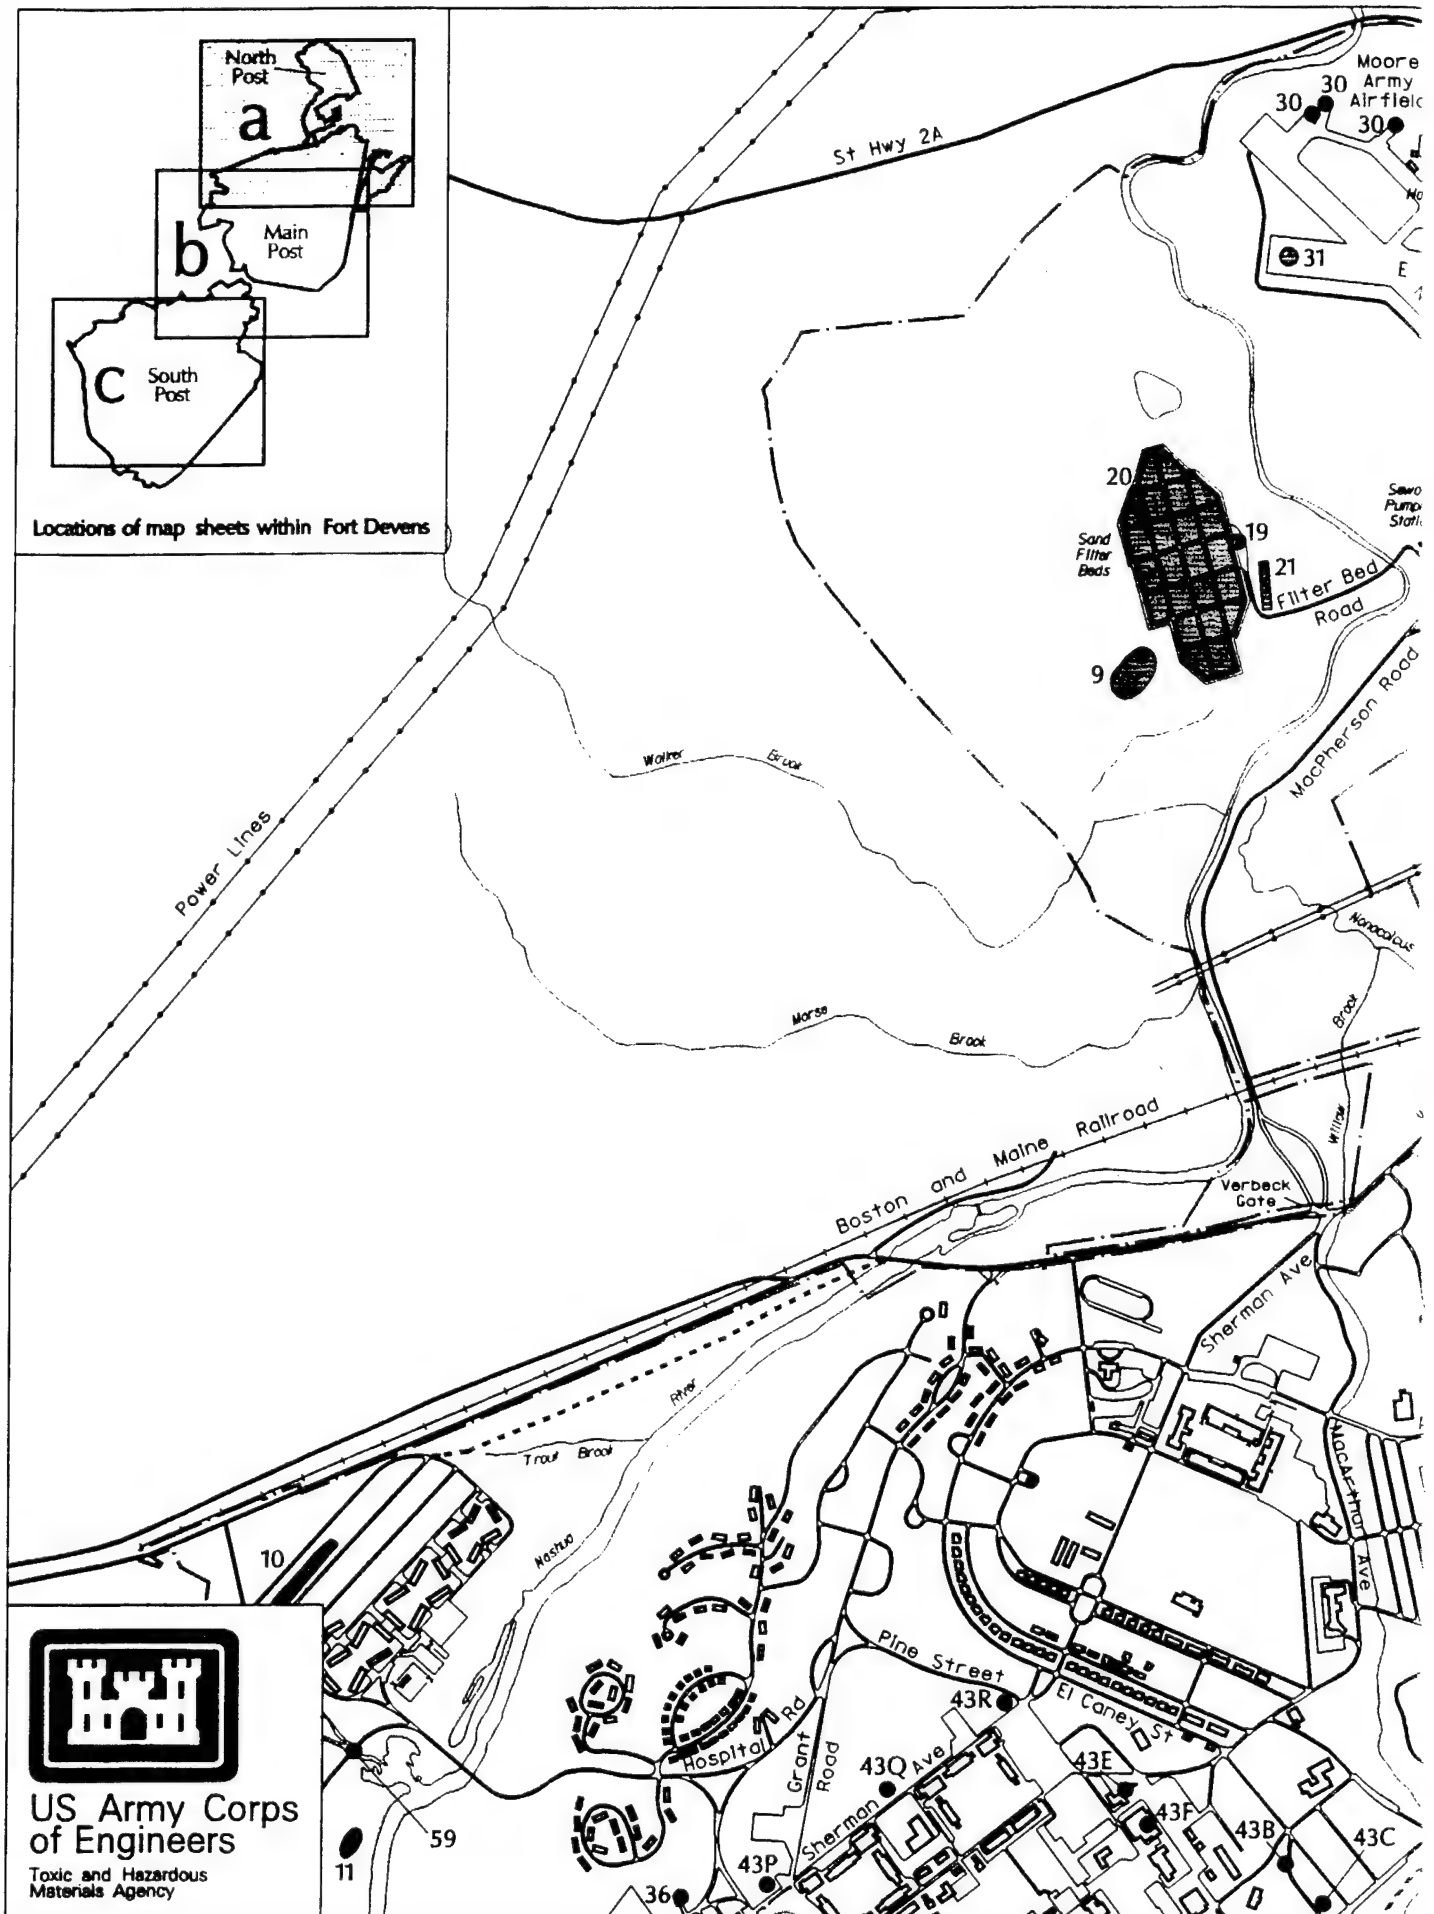 North
Post
a
b
Main
Post
C
South
Post
Locations of map sheets within Fort Devens
St Hwy 2A
Moore
Army
30
30
30
31
E
20
Sand
Filter
Beds
19
21
Filter Bed
Road
9
MacPherson Road
Walker Brook
Power Lines
Nonacoicus
Brook
Willow
Morse Brook
Boston and Maine Railroad
Verbeck
Gate
Sherman Ave
River
Trout Brook
Nashua
MacArthur Ave
10
Pine Street
43R
El Caney St
Hospital Rd
Grant
Road
43Q
Sherman Ave
43E
43F
43B
43C
43P
36
59
11
US Army Corps
of Engineers
Toxic and Hazardous
Materials Agency